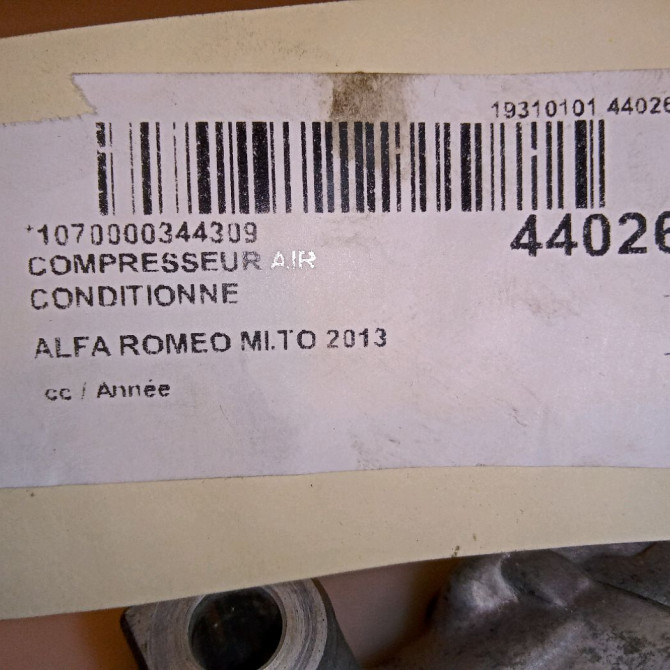 19310101 44026
*1070000344309
44026
COMPRESSEUR AIR
CONDITIONNE
ALFA ROMEO MI.TO 2013
cc / Année